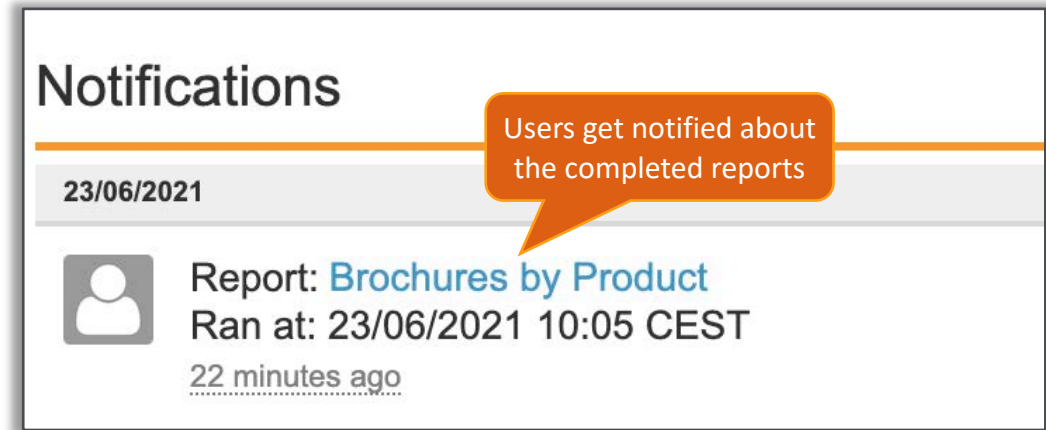 Notifications
Users get notified about
the completed reports
23/06/2021
Report: Brochures by Product
Ran at: 23/06/2021 10:05 CEST
22 minutes ago